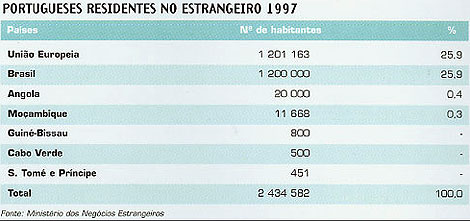 PORTUGUESES RESIDENTES NO ESTRANGEIRO 1997
Países Nº de habitantes %
União Europeia 1 201 163 25,9
Brasil 1 200 000 25,9
Angola 20 000 0,4
Moçambique 11 668 0,3
Guiné-Bissau 800 -
Cabo Verde 500 -
S. Tomé e Príncipe 451 -
Total 2 434 582 100,0
Fonte: Ministério dos Negócios Estrangeiros